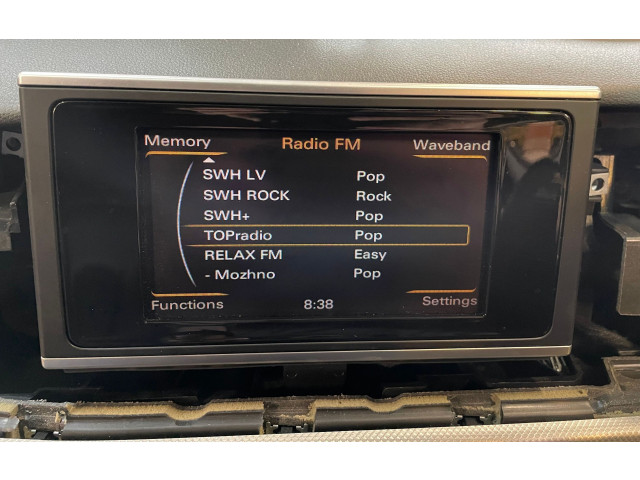 Memory Radio FM Waveband
SWH LV Pop
SWH ROCK Rock
SWH+ Pop
TOPradio Pop
RELAX FM Easy
- Mozhno Pop
Functions 8:38 Settings